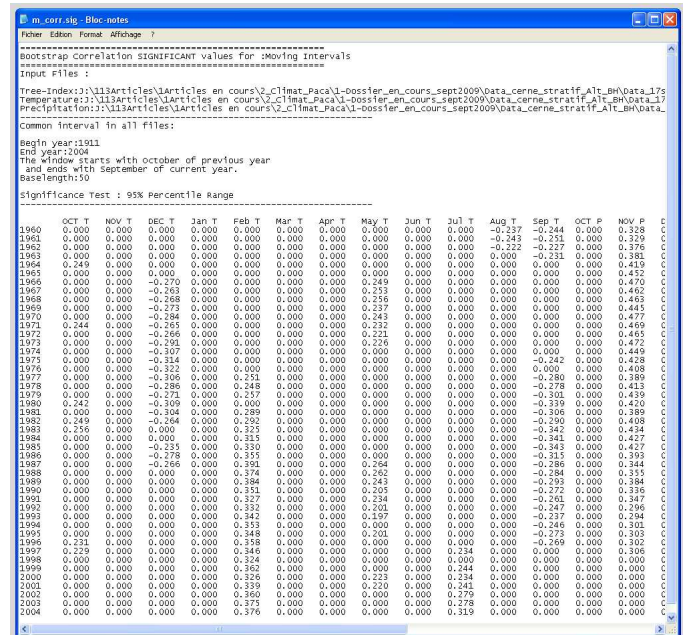 m_corr.sig - Bloc-notes
Fichier Edition Format Affichage ?
==========================================================
Bootstrap Correlation SIGNIFICANT values for :Moving Intervals
==========================================================
Input Files :
Tree-Index:J:\113Articles\1Articles en cours\2_Climat_Paca\1-Dossier_en_cours_sept2009\Data_cerne_stratif_Alt_BH\Data_17s
Temperature:J:\113Articles\1Articles en cours\2_Climat_Paca\1-Dossier_en_cours_sept2009\Data_cerne_stratif_Alt_BH\Data_17
Precipitation:J:\113Articles\1Articles en cours\2_Climat_Paca\1-Dossier_en_cours_sept2009\Data_cerne_stratif_Alt_BH\Data_
------------------------------------------------------------------
Common interval in all files:
Begin year:1911
End year:2004
The window starts with October of previous year
and ends with September of current year.
Baselength:50
Significance Test : 95% Percentile Range
------------------------------------------------------------------
OCT T NOV T DEC T Jan T Feb T Mar T Apr T May T Jun T Jul T Aug T Sep T OCT P NOV P D
1960 0.000 0.000 0.000 0.000 0.000 0.000 0.000 0.000 0.000 0.000 -0.237 -0.244 0.000 0.328
1961 0.000 0.000 0.000 0.000 0.000 0.000 0.000 0.000 0.000 0.000 -0.243 -0.251 0.000 0.329
1962 0.000 0.000 0.000 0.000 0.000 0.000 0.000 0.000 0.000 0.000 -0.222 -0.227 0.000 0.376
1963 0.000 0.000 0.000 0.000 0.000 0.000 0.000 0.000 0.000 0.000 0.000 -0.231 0.000 0.381
1964 0.249 0.000 0.000 0.000 0.000 0.000 0.000 0.000 0.000 0.000 0.000 0.000 0.000 0.419
1965 0.000 0.000 0.000 0.000 0.000 0.000 0.000 0.000 0.000 0.000 0.000 0.000 0.000 0.452
1966 0.000 0.000 -0.270 0.000 0.000 0.000 0.000 0.249 0.000 0.000 0.000 0.000 0.000 0.470
1967 0.000 0.000 -0.263 0.000 0.000 0.000 0.000 0.253 0.000 0.000 0.000 0.000 0.000 0.462
1968 0.000 0.000 -0.268 0.000 0.000 0.000 0.000 0.256 0.000 0.000 0.000 0.000 0.000 0.463
1969 0.000 0.000 -0.273 0.000 0.000 0.000 0.000 0.237 0.000 0.000 0.000 0.000 0.000 0.445
1970 0.000 0.000 -0.284 0.000 0.000 0.000 0.000 0.243 0.000 0.000 0.000 0.000 0.000 0.477
1971 0.244 0.000 -0.265 0.000 0.000 0.000 0.000 0.232 0.000 0.000 0.000 0.000 0.000 0.469
1972 0.000 0.000 -0.266 0.000 0.000 0.000 0.000 0.221 0.000 0.000 0.000 0.000 0.000 0.465
1973 0.000 0.000 -0.291 0.000 0.000 0.000 0.000 0.226 0.000 0.000 0.000 0.000 0.000 0.472
1974 0.000 0.000 -0.307 0.000 0.000 0.000 0.000 0.000 0.000 0.000 0.000 0.000 0.000 0.449
1975 0.000 0.000 -0.314 0.000 0.000 0.000 0.000 0.000 0.000 0.000 0.000 -0.242 0.000 0.428
1976 0.000 0.000 -0.322 0.000 0.000 0.000 0.000 0.000 0.000 0.000 0.000 0.000 0.000 0.408
1977 0.000 0.000 -0.306 0.000 0.251 0.000 0.000 0.000 0.000 0.000 0.000 -0.280 0.000 0.389
1978 0.000 0.000 -0.286 0.000 0.248 0.000 0.000 0.000 0.000 0.000 0.000 -0.278 0.000 0.413
1979 0.000 0.000 -0.271 0.000 0.257 0.000 0.000 0.000 0.000 0.000 0.000 -0.301 0.000 0.439
1980 0.242 0.000 -0.309 0.000 0.000 0.000 0.000 0.000 0.000 0.000 0.000 -0.339 0.000 0.420
1981 0.000 0.000 -0.304 0.000 0.289 0.000 0.000 0.000 0.000 0.000 0.000 -0.306 0.000 0.389
1982 0.249 0.000 -0.264 0.000 0.292 0.000 0.000 0.000 0.000 0.000 0.000 -0.290 0.000 0.408
1983 0.256 0.000 0.000 0.000 0.325 0.000 0.000 0.000 0.000 0.000 0.000 -0.342 0.000 0.434
1984 0.000 0.000 0.000 0.000 0.315 0.000 0.000 0.000 0.000 0.000 0.000 -0.341 0.000 0.427
1985 0.000 0.000 -0.235 0.000 0.330 0.000 0.000 0.000 0.000 0.000 0.000 -0.343 0.000 0.427
1986 0.000 0.000 -0.278 0.000 0.355 0.000 0.000 0.000 0.000 0.000 0.000 -0.315 0.000 0.393
1987 0.000 0.000 -0.266 0.000 0.391 0.000 0.000 0.264 0.000 0.000 0.000 -0.286 0.000 0.344
1988 0.000 0.000 0.000 0.000 0.374 0.000 0.000 0.262 0.000 0.000 0.000 -0.284 0.000 0.355
1989 0.000 0.000 0.000 0.000 0.384 0.000 0.000 0.243 0.000 0.000 0.000 -0.293 0.000 0.384
1990 0.000 0.000 0.000 0.000 0.351 0.000 0.000 0.205 0.000 0.000 0.000 -0.272 0.000 0.336
1991 0.000 0.000 0.000 0.000 0.327 0.000 0.000 0.234 0.000 0.000 0.000 -0.261 0.000 0.347
1992 0.000 0.000 0.000 0.000 0.332 0.000 0.000 0.201 0.000 0.000 0.000 -0.247 0.000 0.296
1993 0.000 0.000 0.000 0.000 0.342 0.000 0.000 0.197 0.000 0.000 0.000 -0.237 0.000 0.294
1994 0.000 0.000 0.000 0.000 0.353 0.000 0.000 0.000 0.000 0.000 0.000 -0.246 0.000 0.301
1995 0.000 0.000 0.000 0.000 0.348 0.000 0.000 0.201 0.000 0.000 0.000 -0.273 0.000 0.303
1996 0.231 0.000 0.000 0.000 0.358 0.000 0.000 0.000 0.000 0.000 0.000 -0.269 0.000 0.302
1997 0.229 0.000 0.000 0.000 0.346 0.000 0.000 0.000 0.000 0.234 0.000 0.000 0.000 0.306
1998 0.000 0.000 0.000 0.000 0.324 0.000 0.000 0.000 0.000 0.000 0.000 0.000 0.000 0.000
1999 0.000 0.000 0.000 0.000 0.362 0.000 0.000 0.000 0.000 0.244 0.000 0.000 0.000 0.000
2000 0.000 0.000 0.000 0.000 0.326 0.000 0.000 0.223 0.000 0.234 0.000 0.000 0.000 0.000
2001 0.000 0.000 0.000 0.000 0.339 0.000 0.000 0.220 0.000 0.241 0.000 0.000 0.000 0.000
2002 0.000 0.000 0.000 0.000 0.360 0.000 0.000 0.000 0.000 0.279 0.000 0.000 0.000 0.000
2003 0.000 0.000 0.000 0.000 0.375 0.000 0.000 0.000 0.000 0.278 0.000 0.000 0.000 0.000
2004 0.000 0.000 0.000 0.000 0.376 0.000 0.000 0.000 0.000 0.319 0.000 0.000 0.000 0.000